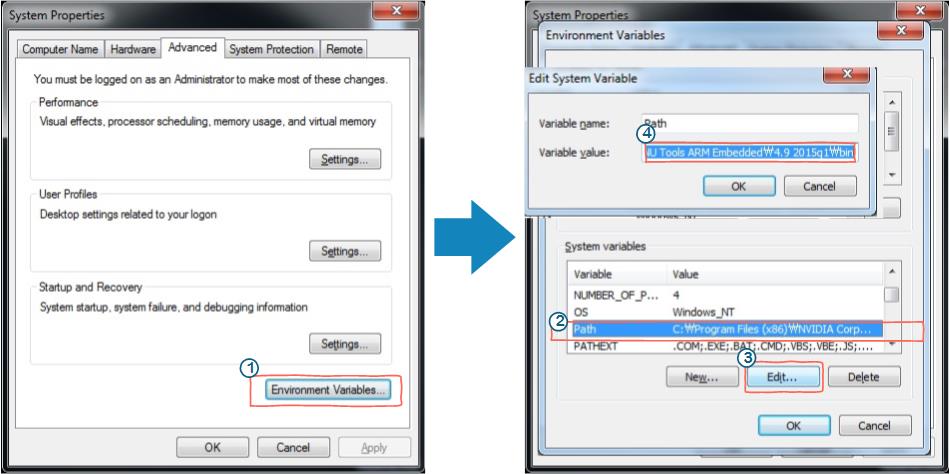 System Properties
Computer Name Hardware Advanced System Protection Remote
You must be logged on as an Administrator to make most of these changes.
Performance
Visual effects, processor scheduling, memory usage, and virtual memory
Settings...
User Profiles
Desktop settings related to your logon
Settings...
Startup and Recovery
System startup, system failure, and debugging information
Settings...
1
Environment Variables...
OK Cancel Apply
System Properties
Environment Variables
Edit System Variable
Variable name: Path
4
Variable value: NU Tools ARM Embedded₩4.9 2015q1₩bin
OK Cancel
System variables
Variable Value
NUMBER_OF_P... 4
OS Windows_NT
2
Path C:₩Program Files (x86)₩NVIDIA Corp...
PATHEXT .COM;.EXE;.BAT;.CMD;.VBS;.VBE;.JS;....
3
New... Edit... Delete
OK Cancel